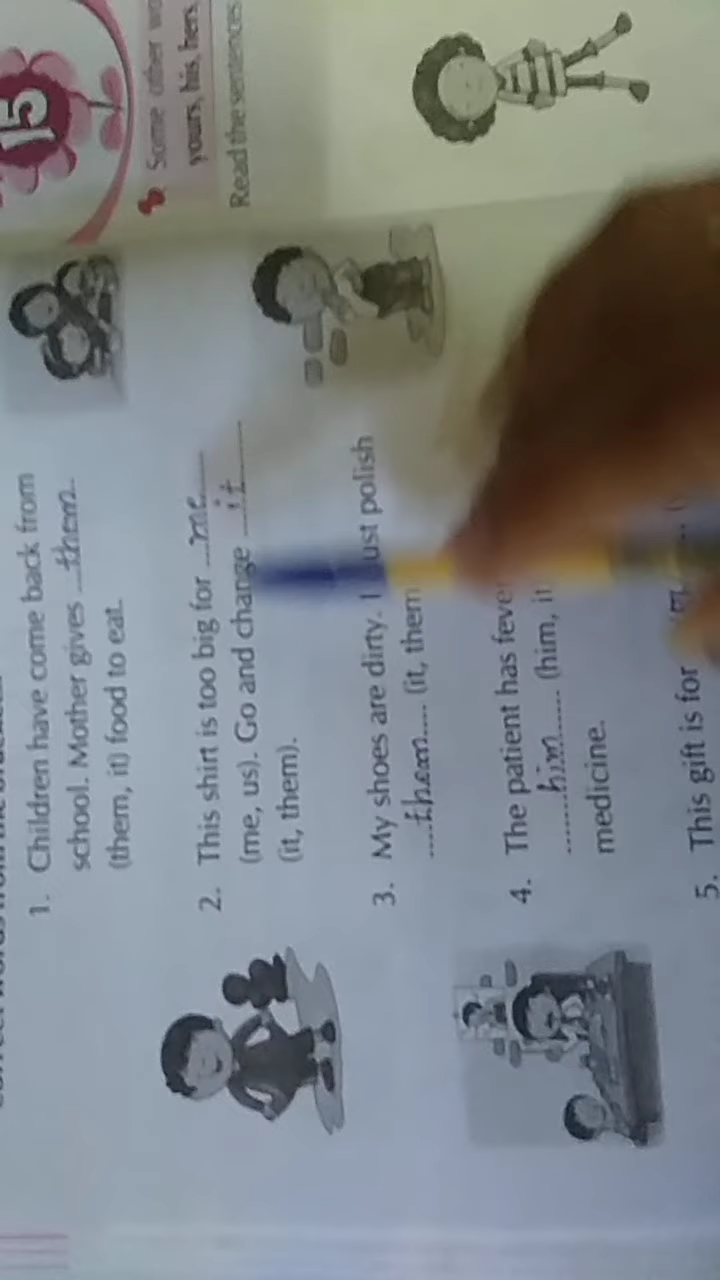 1. Children have come back from
school. Mother gives ...them...
(them, it) food to eat.
2. This shirt is too big for ...me...
(me, us). Go and change ...it...
(it, them).
3. My shoes are dirty. I ust polish
...them... (it, them
4. The patient has feve
...him... (him, it
medicine.
5. This gift is for
15
Some other
yours, his, hers,
Read the sentences